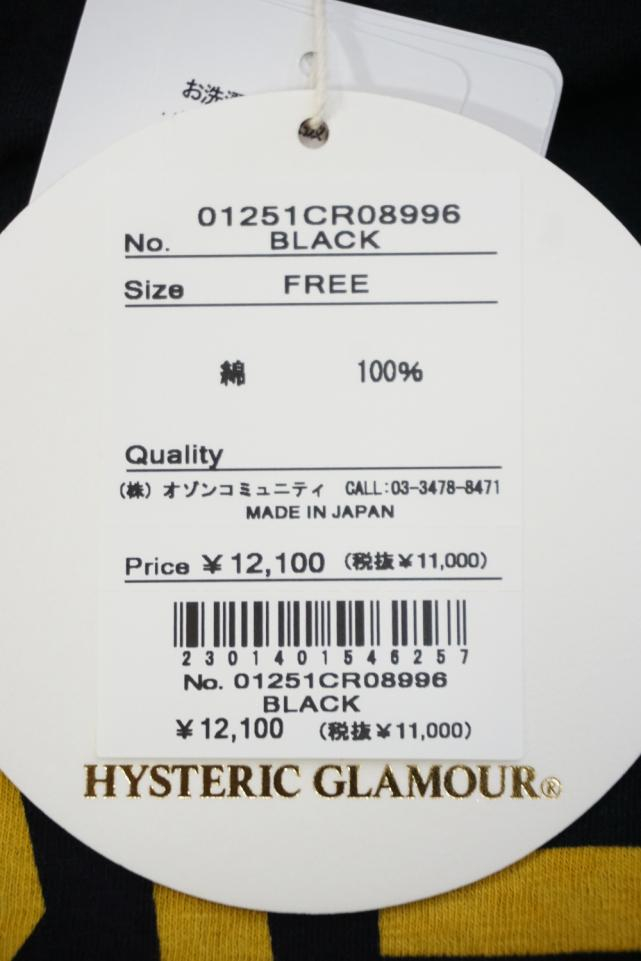 お洗
01251CR08996
No. BLACK
Size FREE
綿 100%
Quality
(株) オゾンコミュニティ CALL:03-3478-8471
MADE IN JAPAN
Price ¥12,100 (税抜¥11,000)
2301401546257
No. 01251CR08996
BLACK
¥12,100 (税抜¥11,000)
HYSTERIC GLAMOUR®